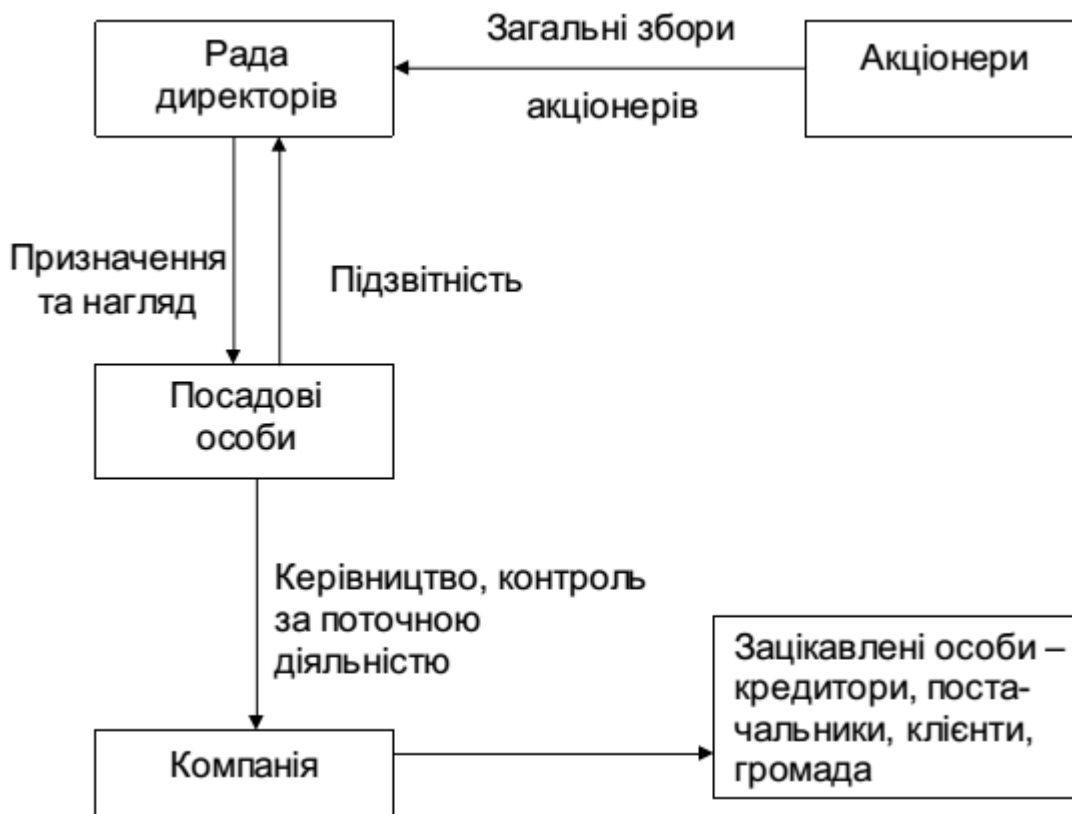 Рада
директорів
Загальні збори
акціонерів
Акціонери
Призначення
та нагляд
Підзвітність
Посадові
особи
Керівництво, контроль
за поточною
діяльністю
Компанія
Зацікавлені особи –
кредитори, поста-
чальники, клієнти,
громада